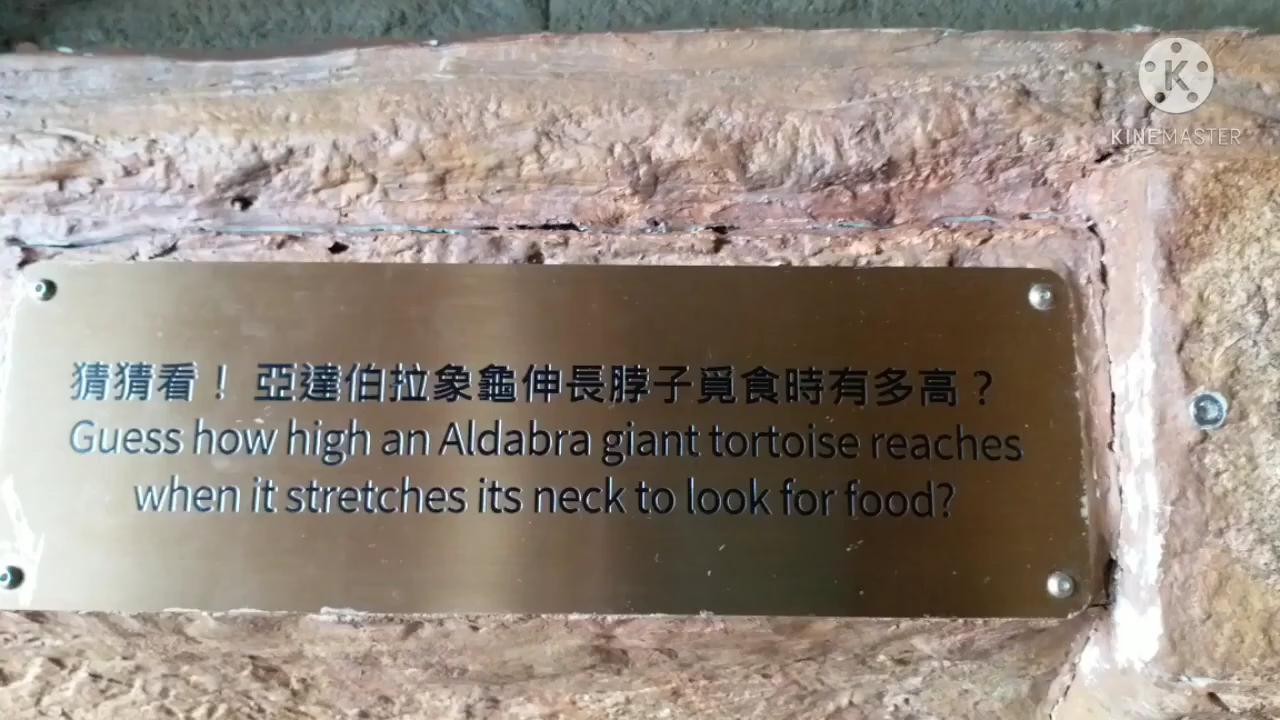 KINEMASTER
猜猜看！ 亞達伯拉象龜伸長脖子覓食時有多高？
Guess how high an Aldabra giant tortoise reaches
when it stretches its neck to look for food?